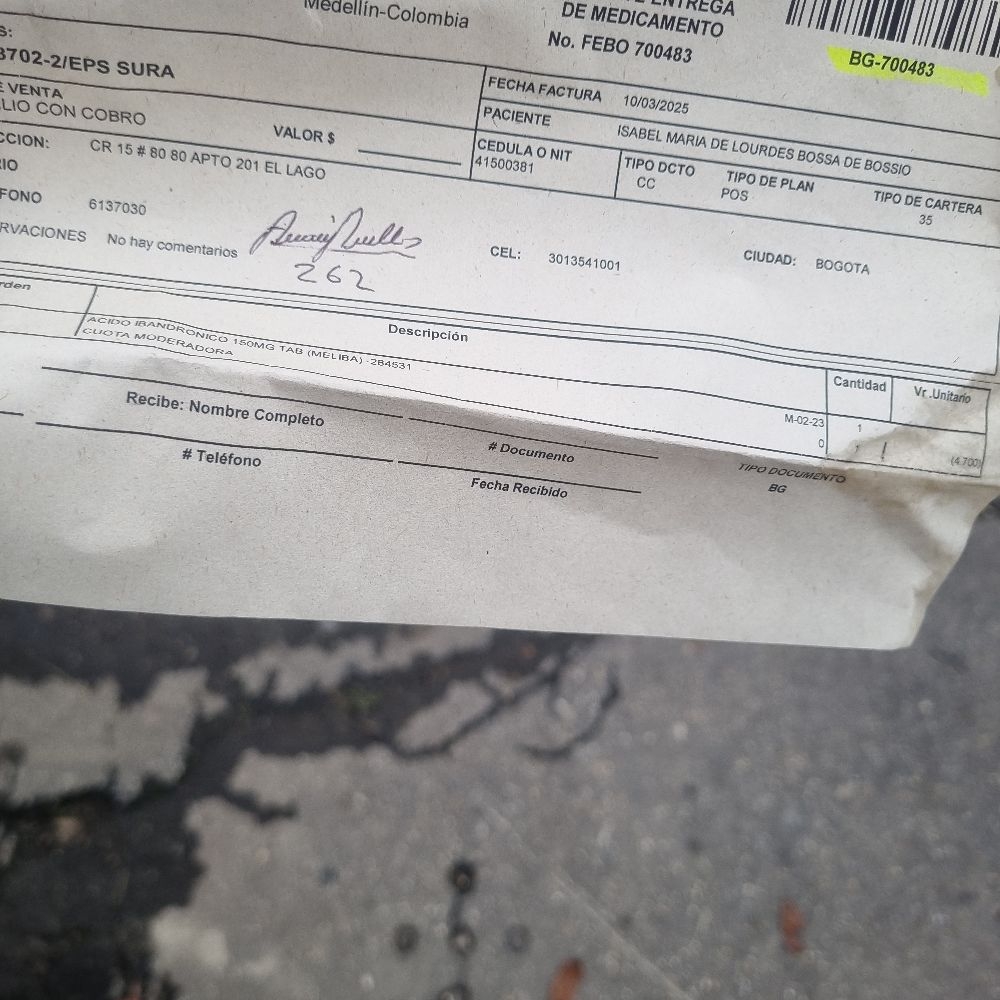 Medellín-Colombia
ENTREGA
DE MEDICAMENTO
No. FEBO 700483
BG-700483
S:
3702-2/EPS SURA
E VENTA
LIO CON COBRO
VALOR $
FECHA FACTURA 10/03/2025
PACIENTE ISABEL MARIA DE LOURDES BOSSA DE BOSSIO
CEDULA O NIT
41500381
TIPO DCTO
CC
TIPO DE PLAN
POS
TIPO DE CARTERA
35
CCION: CR 15 # 80 80 APTO 201 EL LAGO
RIO
FONO 6137030
RVACIONES No hay comentarios
262
CEL: 3013541001
CIUDAD: BOGOTA
rden
Descripción
Cantidad
Vr.Unitario
ACIDO IBANDRONICO 150MG TAB (MELIBA) -284531 M-02-23 1
CUOTA MODERADORA 0 1 (4.700)
Recibe: Nombre Completo
# Documento
TIPO DOCUMENTO
BG
# Teléfono
Fecha Recibido